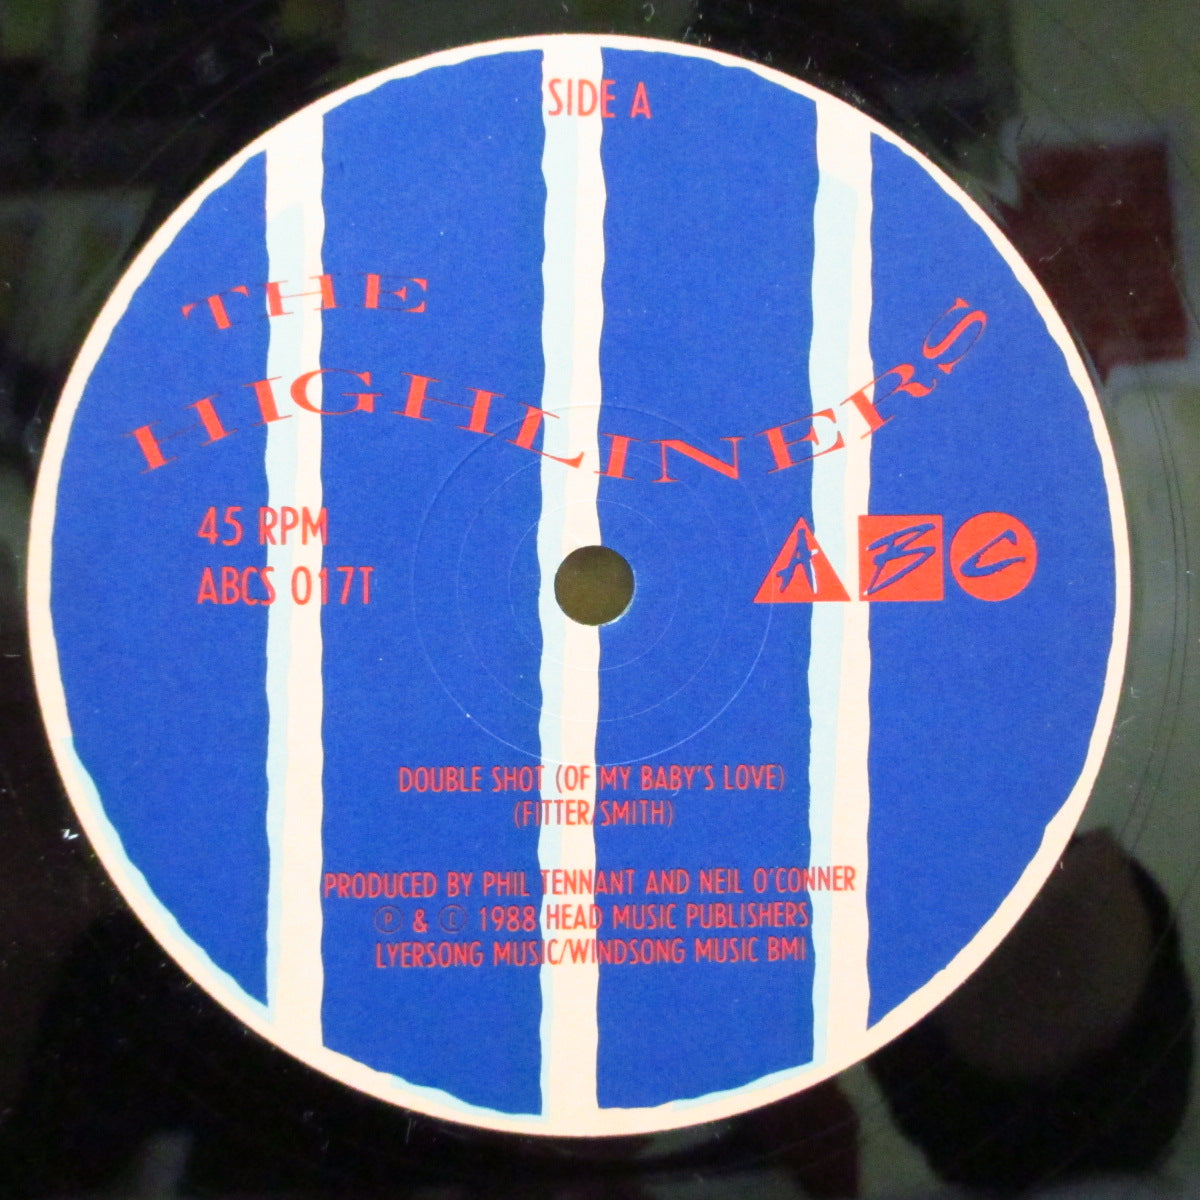 SIDE A
THE
HIGHLINERS
45 RPM
ABCS 017T
A B C
DOUBLE SHOT (OF MY BABY'S LOVE)
(FITTER/SMITH)
PRODUCED BY PHIL TENNANT AND NEIL O'CONNER
Ⓟ & Ⓒ 1988 HEAD MUSIC PUBLISHERS
LYERSONG MUSIC/WINDSONG MUSIC BMI